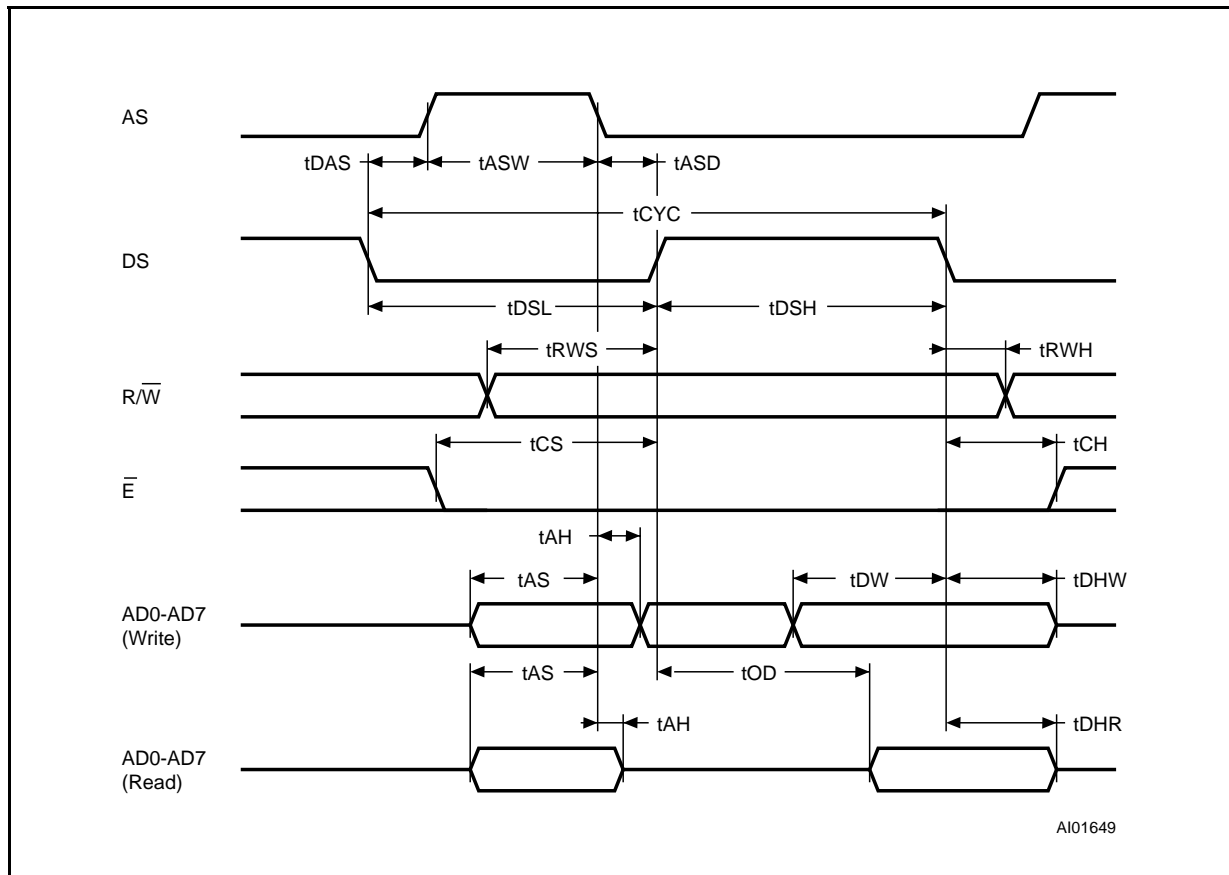 AS
tDAS
tASW
tASD
tCYC
DS
tDSL
tDSH
tRWS
tRWH
R/W̅
tCS
tCH
E̅
tAH
tAS
tDW
tDHW
AD0-AD7
(Write)
tAS
tOD
tAH
tDHR
AD0-AD7
(Read)
AI01649